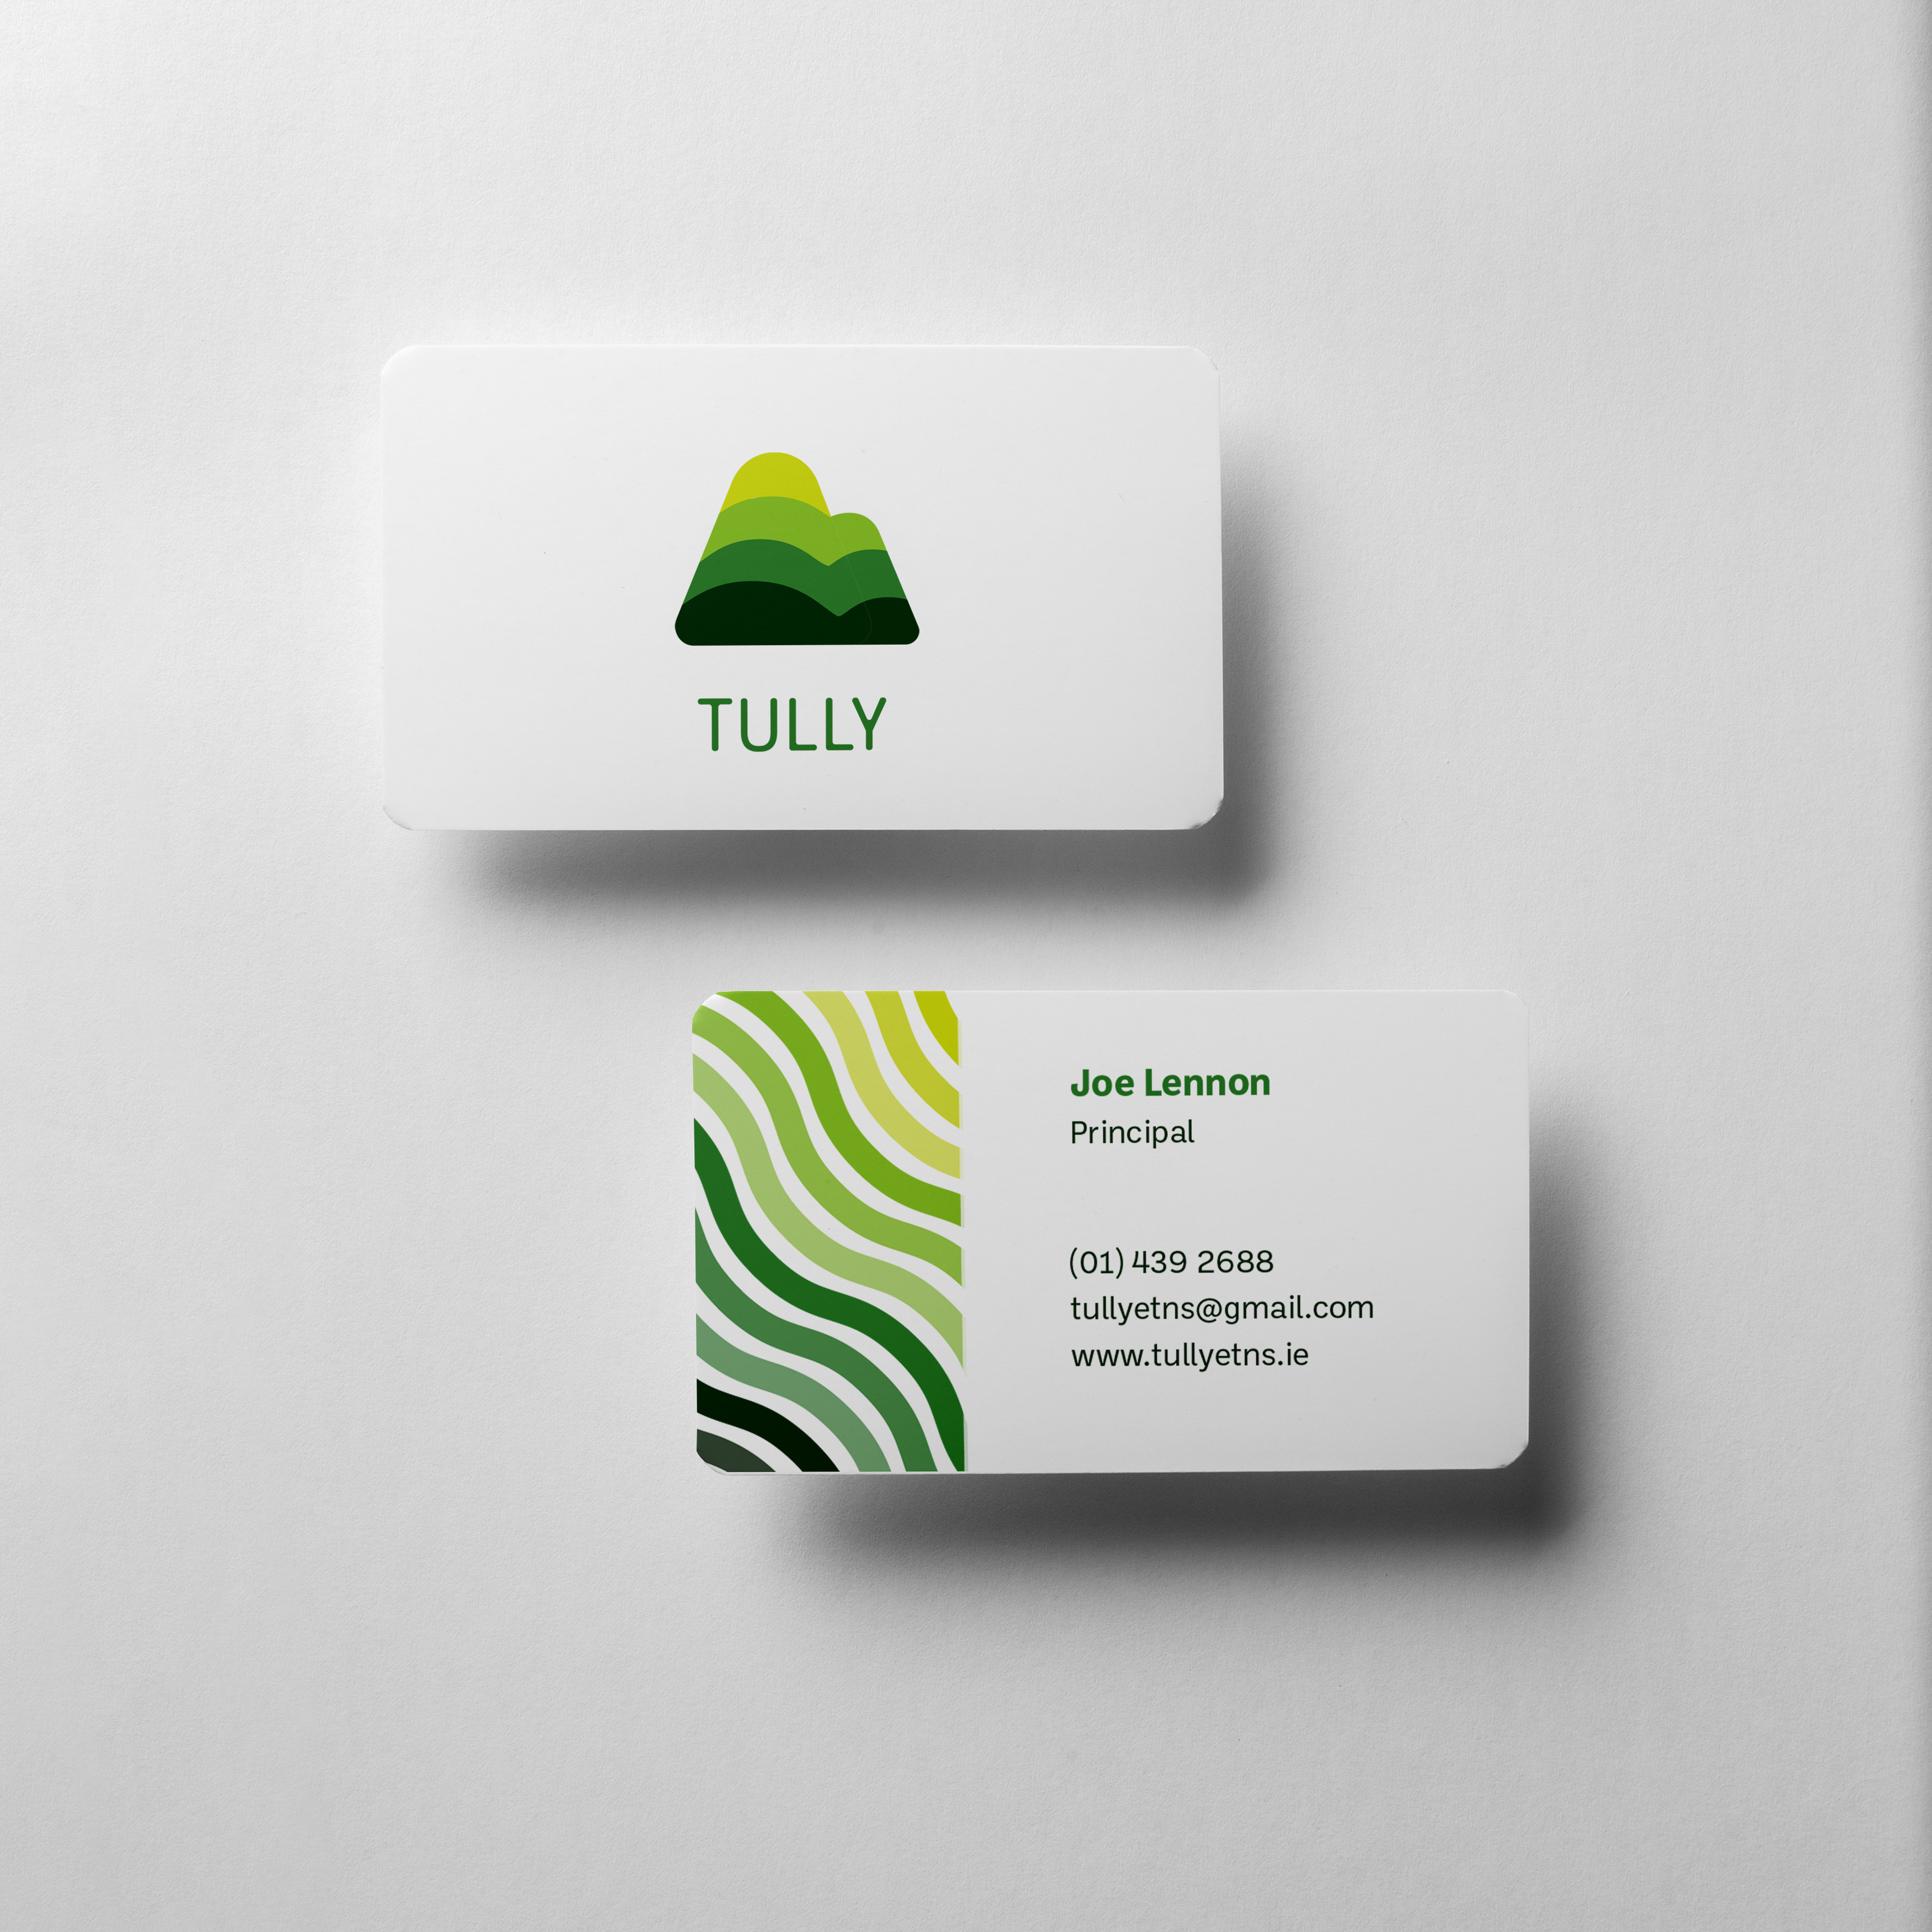 TULLY
Joe Lennon
Principal
(01) 439 2688
tullyetns@gmail.com
www.tullyetns.ie